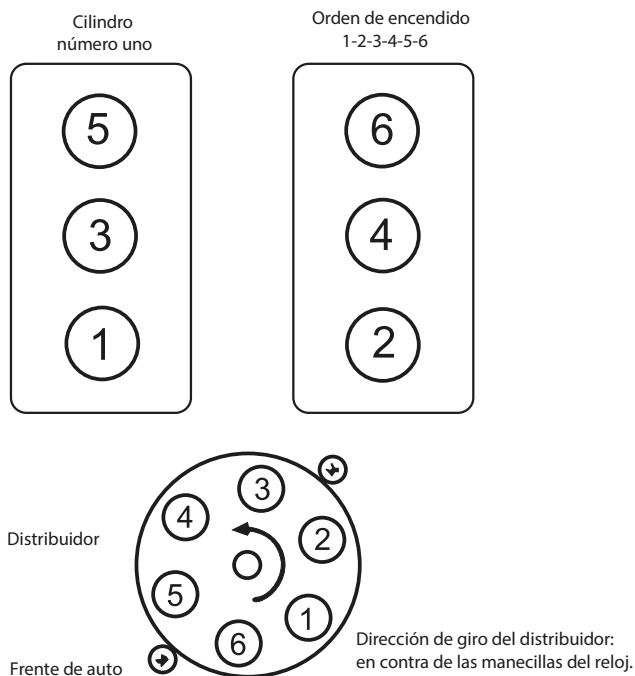 Cilindro
número uno
Orden de encendido
1-2-3-4-5-6
5
3
1
6
4
2
Distribuidor
3
4
2
5
1
6
Frente de auto
Dirección de giro del distribuidor:
en contra de las manecillas del reloj.